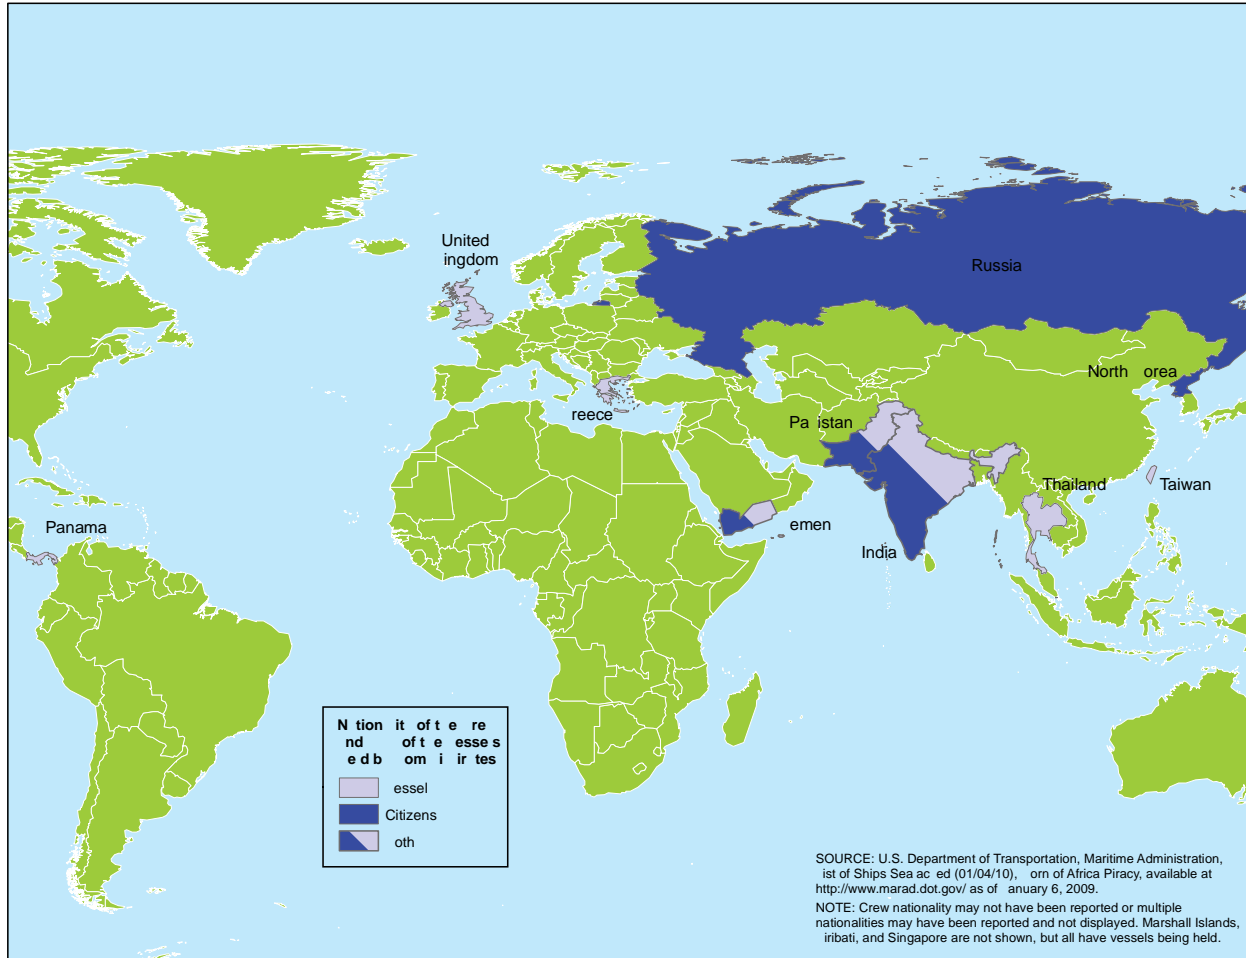 United
ingdom
Russia
North orea
reece
Pa istan
Thailand
Taiwan
Panama
emen
India
N tion it of t e re
nd of t e esse s
e d b om i ir tes
essel
Citizens
oth
SOURCE: U.S. Department of Transportation, Maritime Administration,
ist of Ships Sea ac ed (01/04/10), orn of Africa Piracy, available at
http://www.marad.dot.gov/ as of anuary 6, 2009.
NOTE: Crew nationality may not have been reported or multiple
nationalities may have been reported and not displayed. Marshall Islands,
iribati, and Singapore are not shown, but all have vessels being held.